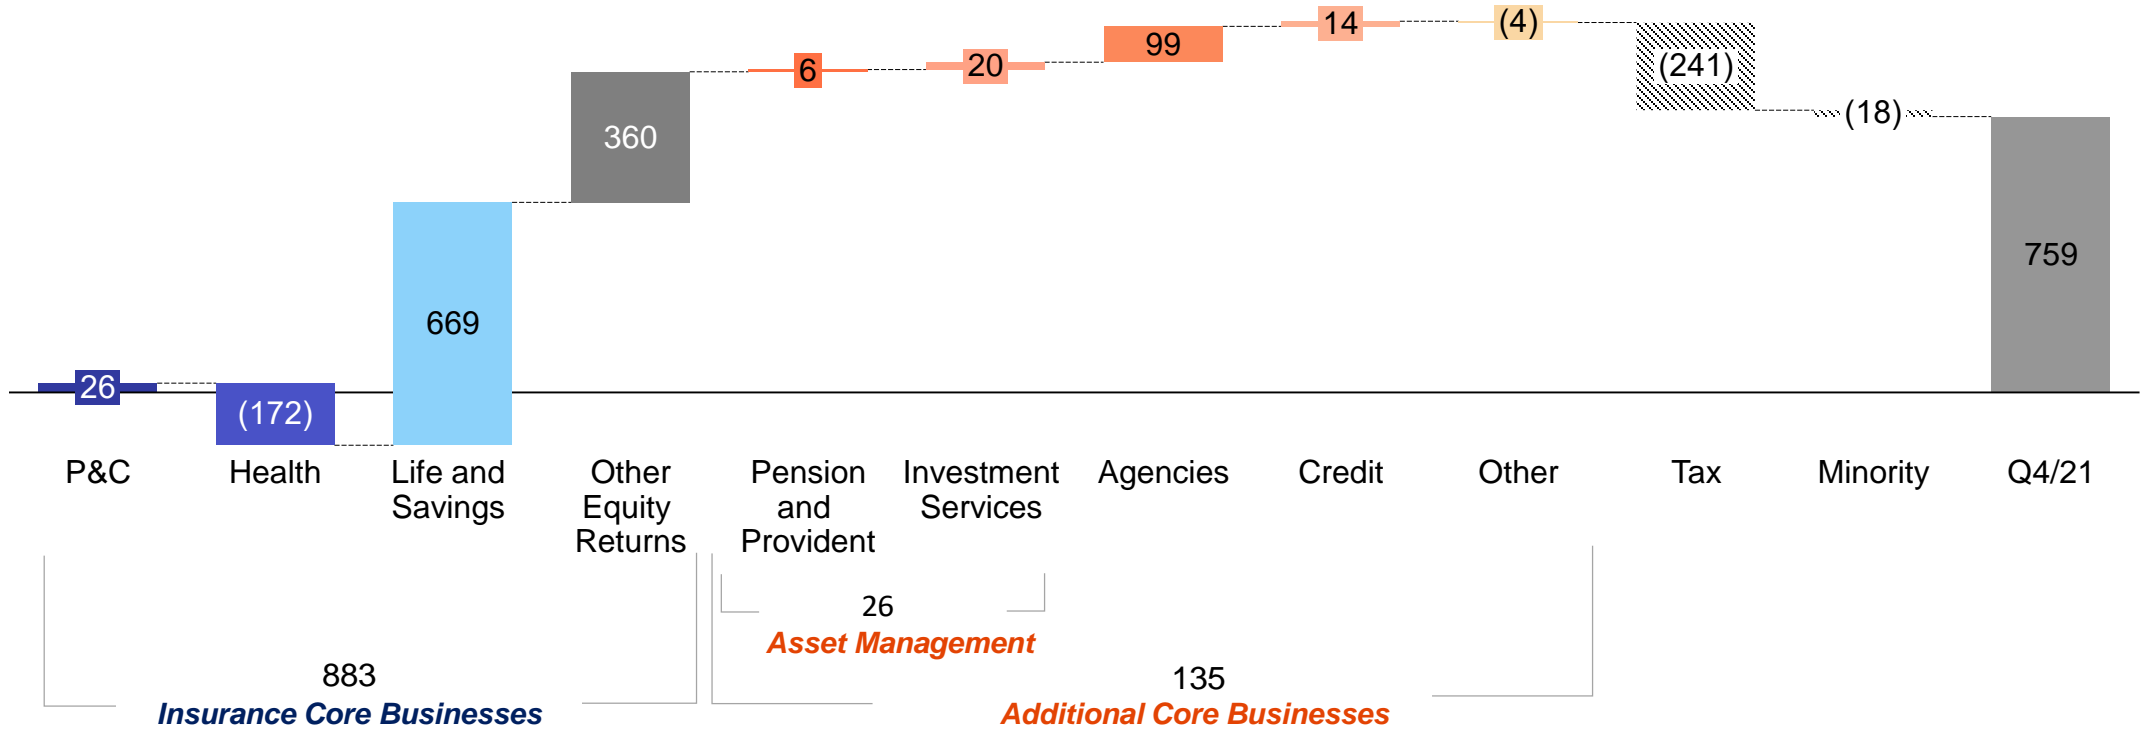 26
(172)
669
360
6
20
99
14
(4)
(241)
(18)
759
P&C
Health
Life and
Savings
Other
Equity
Returns
Pension
and
Provident
Investment
Services
Agencies
Credit
Other
Tax
Minority
Q4/21
26
Asset Management
883
Insurance Core Businesses
135
Additional Core Businesses